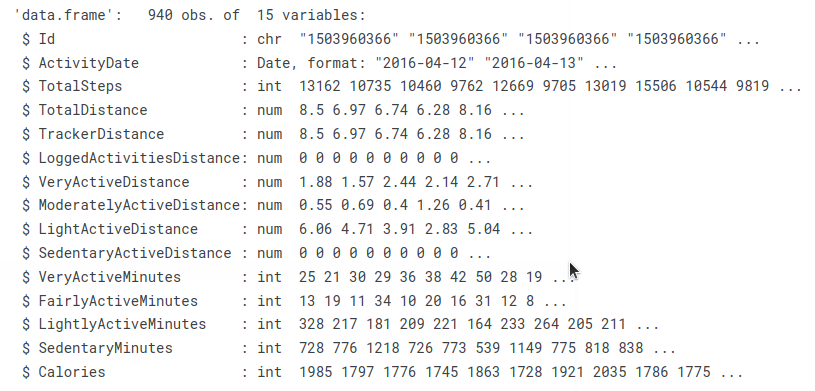 'data.frame':   940 obs. of  15 variables:
 $ Id                      : chr  "1503960366" "1503960366" "1503960366" "1503960366" ...
 $ ActivityDate            : Date, format: "2016-04-12" "2016-04-13" ...
 $ TotalSteps              : int  13162 10735 10460 9762 12669 9705 13019 15506 10544 9819 ...
 $ TotalDistance           : num  8.5 6.97 6.74 6.28 8.16 ...
 $ TrackerDistance         : num  8.5 6.97 6.74 6.28 8.16 ...
 $ LoggedActivitiesDistance: num  0 0 0 0 0 0 0 0 0 0 ...
 $ VeryActiveDistance      : num  1.88 1.57 2.44 2.14 2.71 ...
 $ ModeratelyActiveDistance: num  0.55 0.69 0.4 1.26 0.41 ...
 $ LightActiveDistance     : num  6.06 4.71 3.91 2.83 5.04 ...
 $ SedentaryActiveDistance : num  0 0 0 0 0 0 0 0 0 0 ...
 $ VeryActiveMinutes       : int  25 21 30 29 36 38 42 50 28 19 ...
 $ FairlyActiveMinutes     : int  13 19 11 34 10 20 16 31 12 8 ...
 $ LightlyActiveMinutes    : int  328 217 181 209 221 164 233 264 205 211 ...
 $ SedentaryMinutes        : int  728 776 1218 726 773 539 1149 775 818 838 ...
 $ Calories                : int  1985 1797 1776 1745 1863 1728 1921 2035 1786 1775 ...